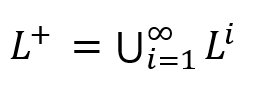 L⁺ = ⋃_{i=1}^{∞} Lⁱ